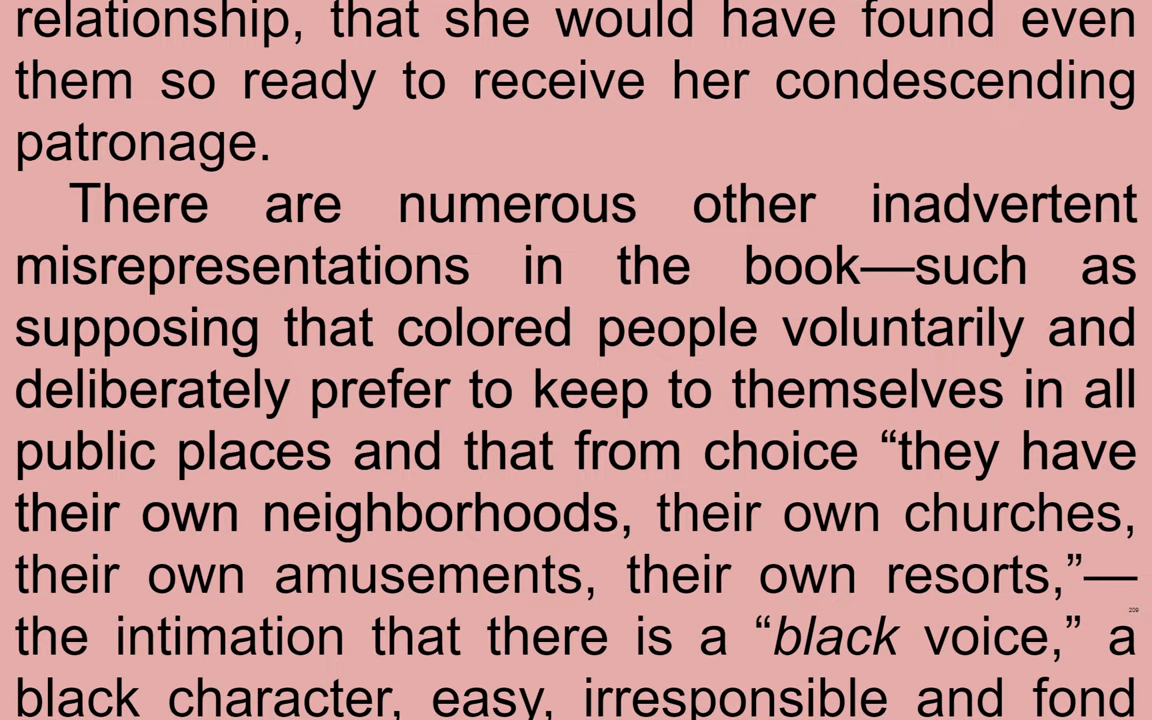 relationship, that she would have found even
them so ready to receive her condescending
patronage.
There are numerous other inadvertent
misrepresentations in the book—such as
supposing that colored people voluntarily and
deliberately prefer to keep to themselves in all
public places and that from choice “they have
their own neighborhoods, their own churches,
their own amusements, their own resorts,”—
209
the intimation that there is a “black voice,” a
black character, easy, irresponsible and fond